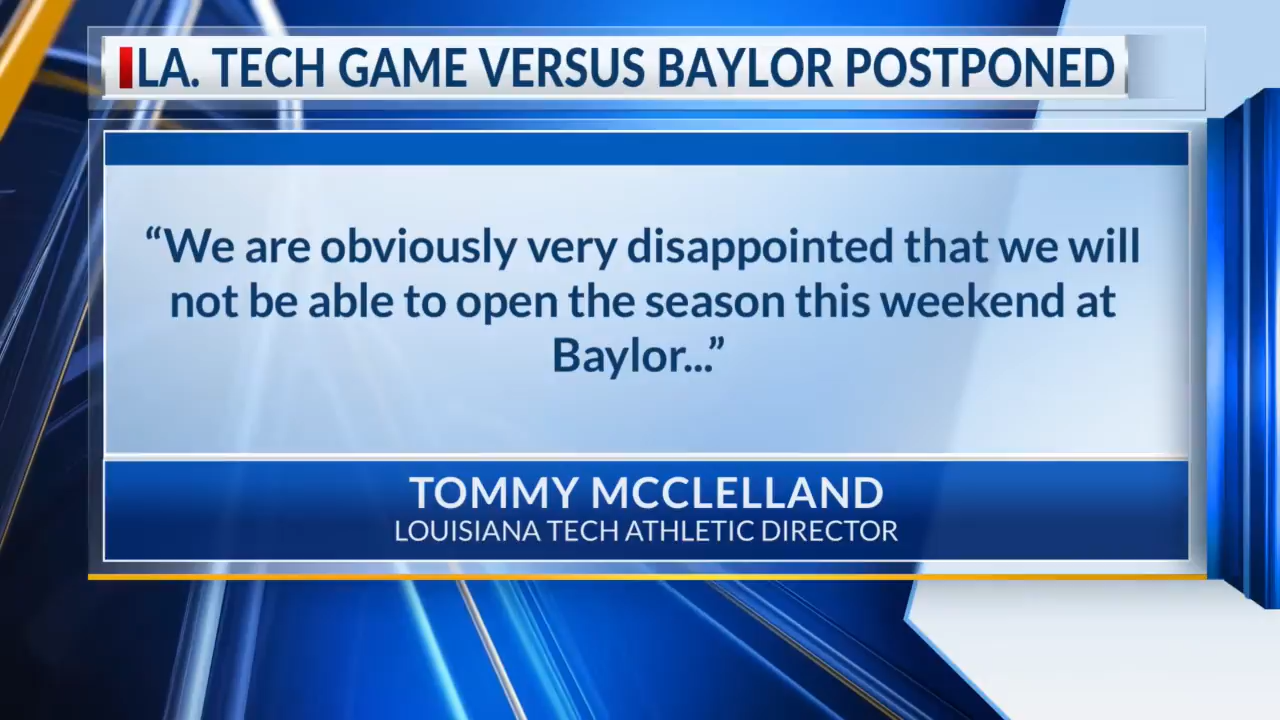 LA. TECH GAME VERSUS BAYLOR POSTPONED
“We are obviously very disappointed that we will
not be able to open the season this weekend at
Baylor...”
TOMMY MCCLELLAND
LOUISIANA TECH ATHLETIC DIRECTOR